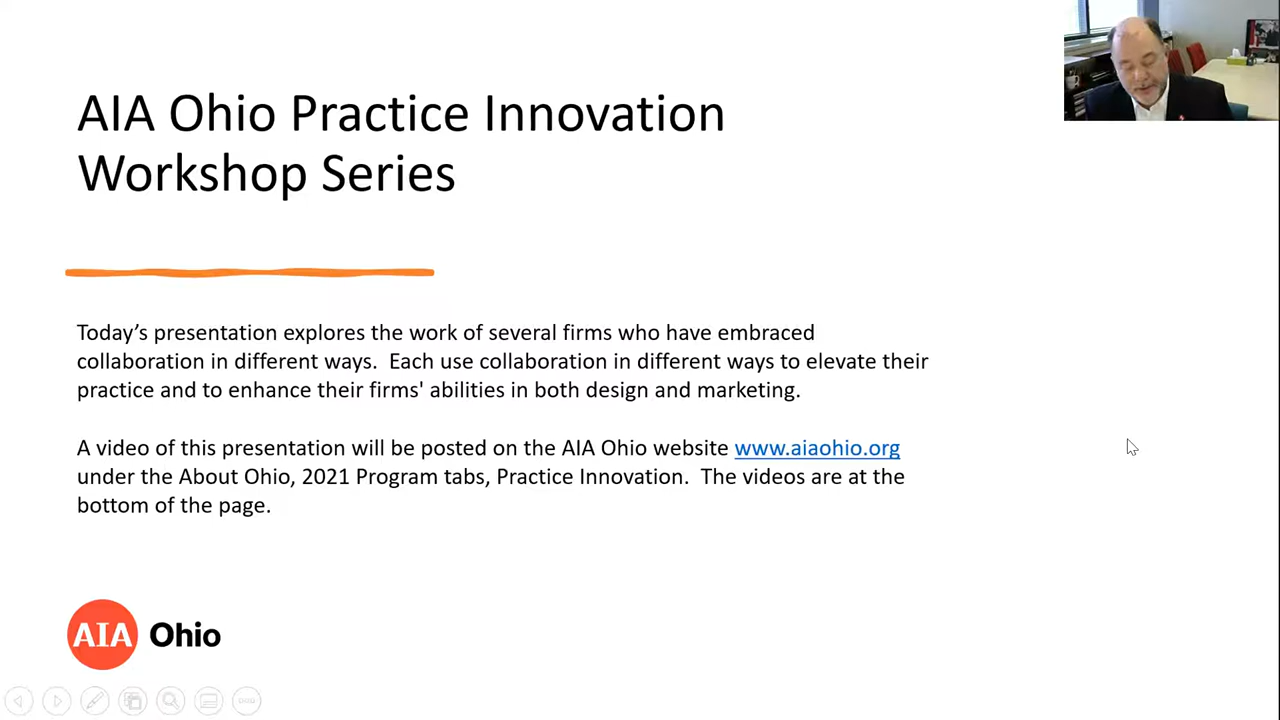 AIA Ohio Practice Innovation
Workshop Series
Today’s presentation explores the work of several firms who have embraced
collaboration in different ways.  Each use collaboration in different ways to elevate their
practice and to enhance their firms' abilities in both design and marketing.
A video of this presentation will be posted on the AIA Ohio website www.aiaohio.org
under the About Ohio, 2021 Program tabs, Practice Innovation.  The videos are at the
bottom of the page.
AIA Ohio